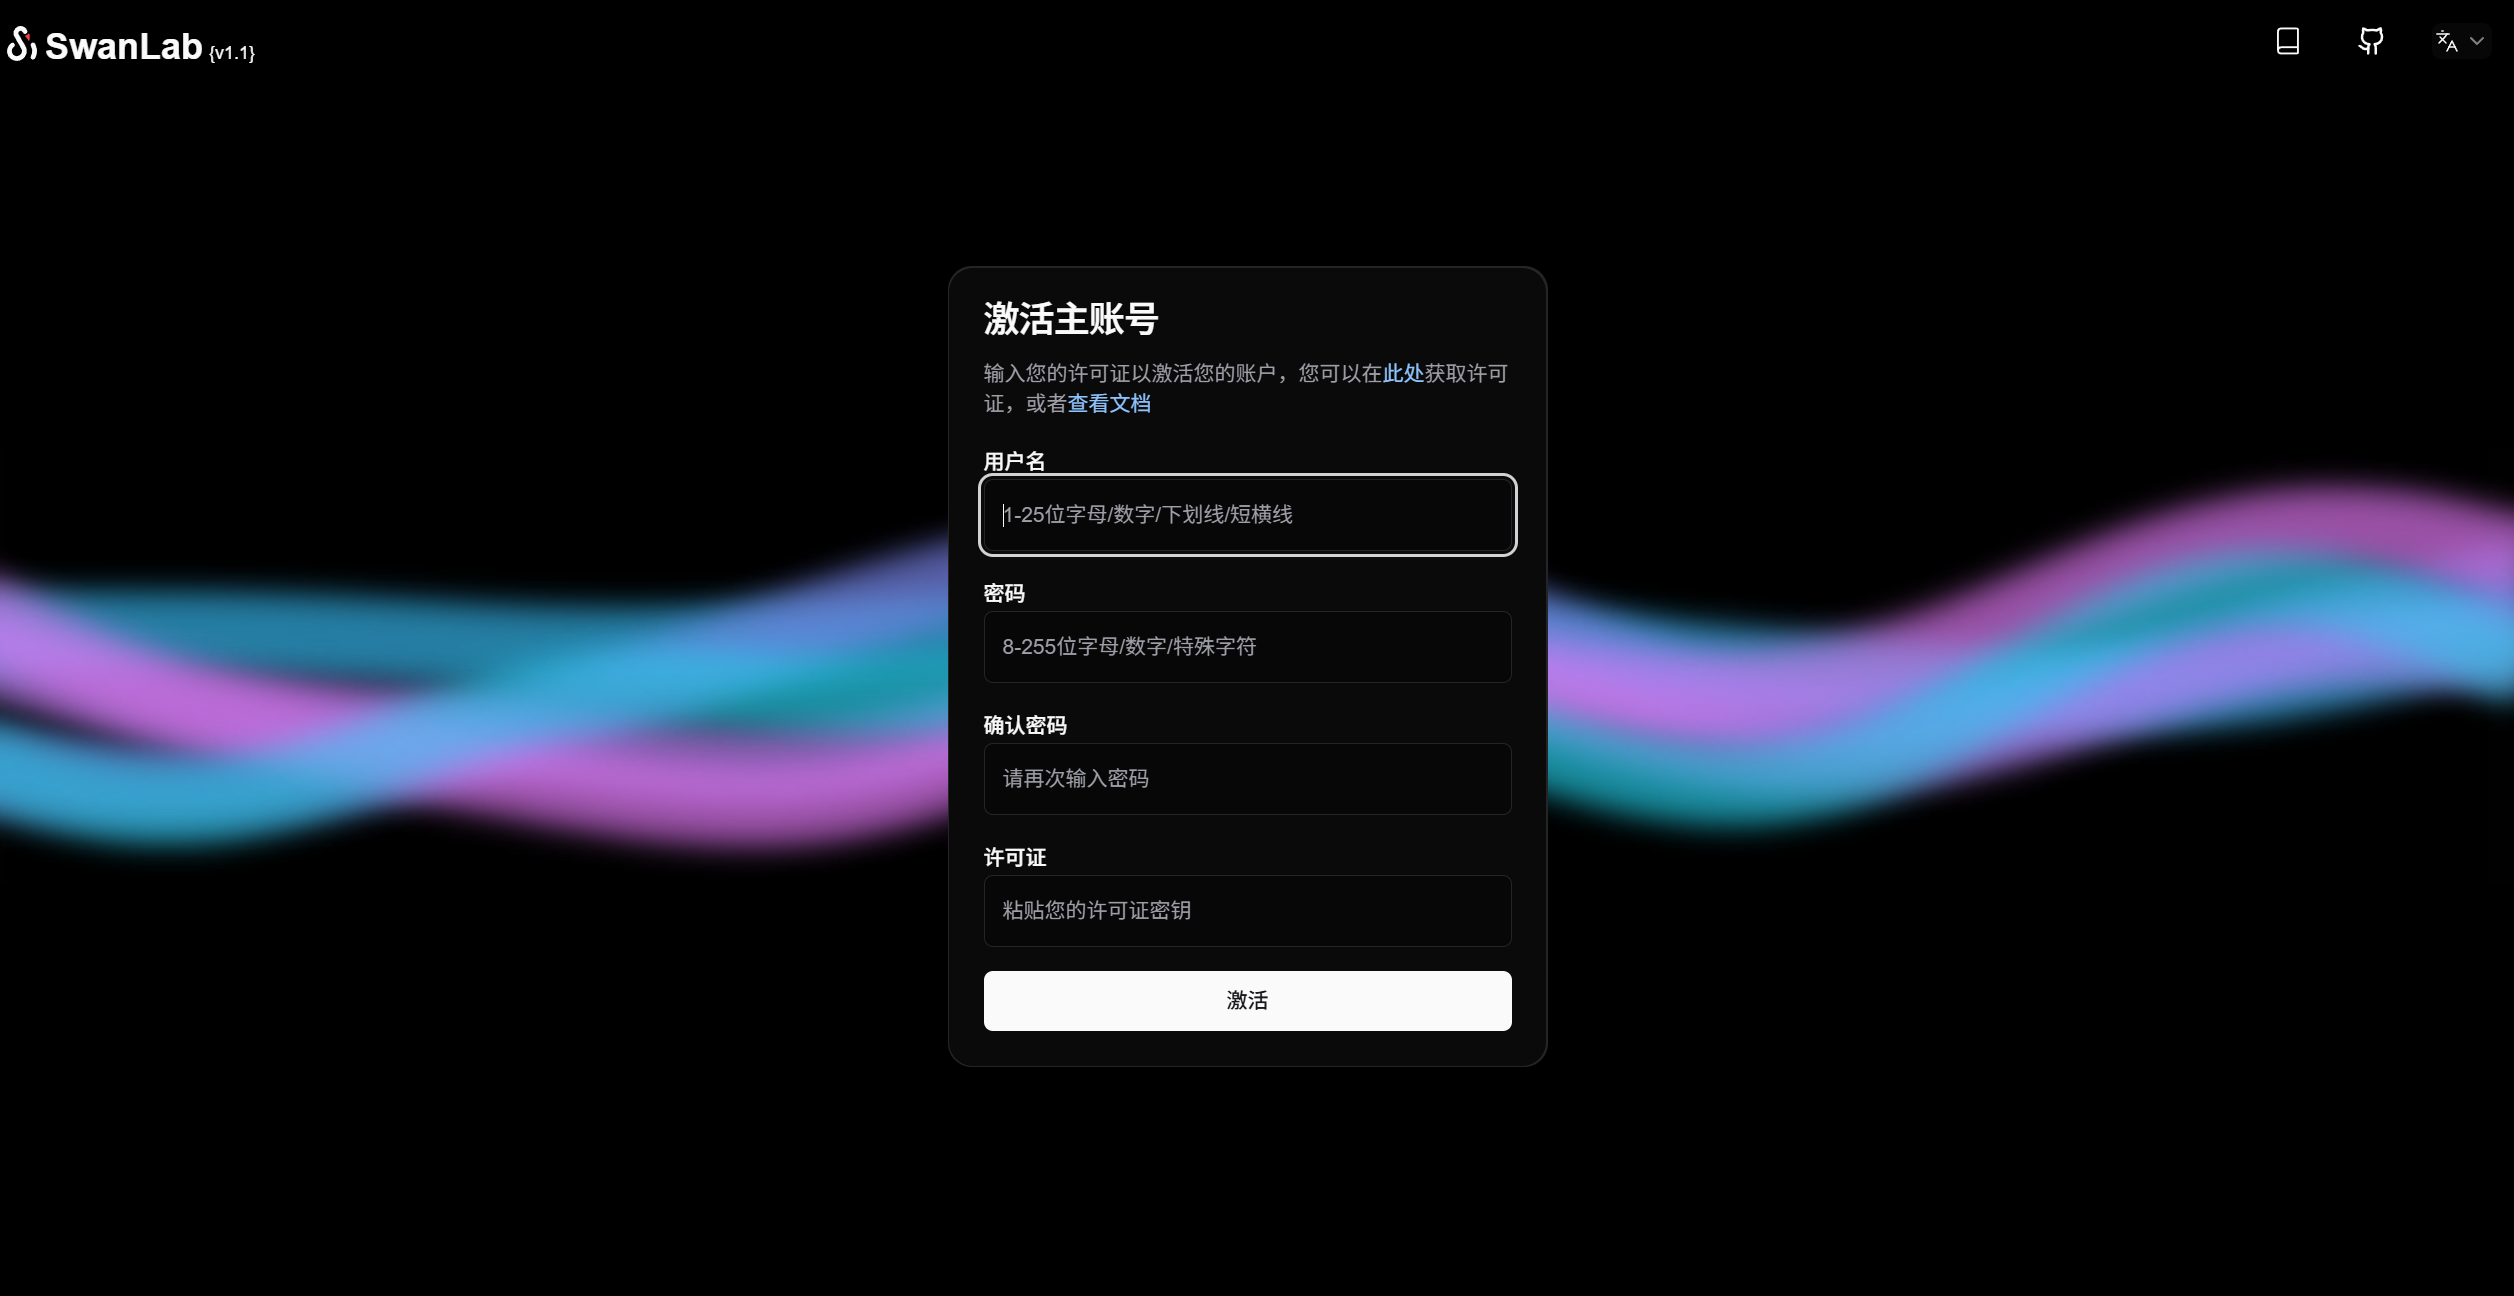 SwanLab {v1.1}
激活主账号
输入您的许可证以激活您的账户，您可以在此处获取许可
证，或者查看文档
用户名
1-25位字母/数字/下划线/短横线
密码
8-255位字母/数字/特殊字符
确认密码
请再次输入密码
许可证
粘贴您的许可证密钥
激活